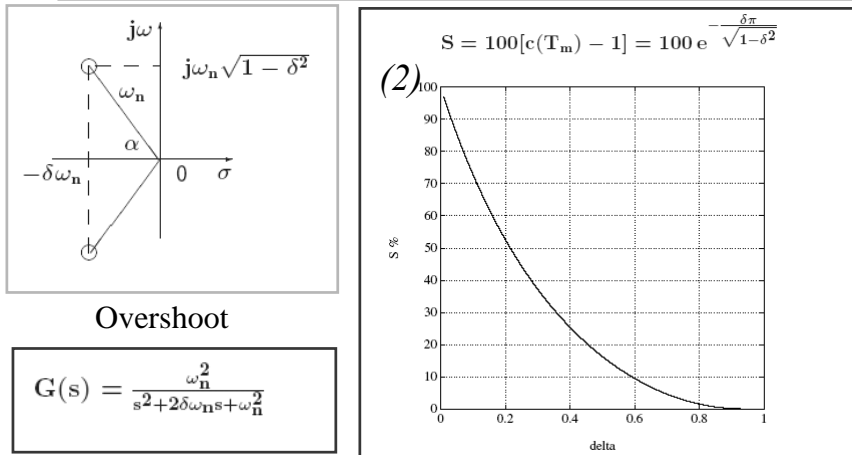 jω
jωₙ√(1 − δ²)
ωₙ
α
−δωₙ
0
σ
Overshoot
G(s) = ωₙ² / (s² + 2δωₙs + ωₙ²)
S = 100[c(Tₘ) − 1] = 100 e^(−δπ/√(1−δ²))
(2)
100
90
80
70
60
50
40
30
20
10
0
S %
0 0.2 0.4 0.6 0.8 1
delta